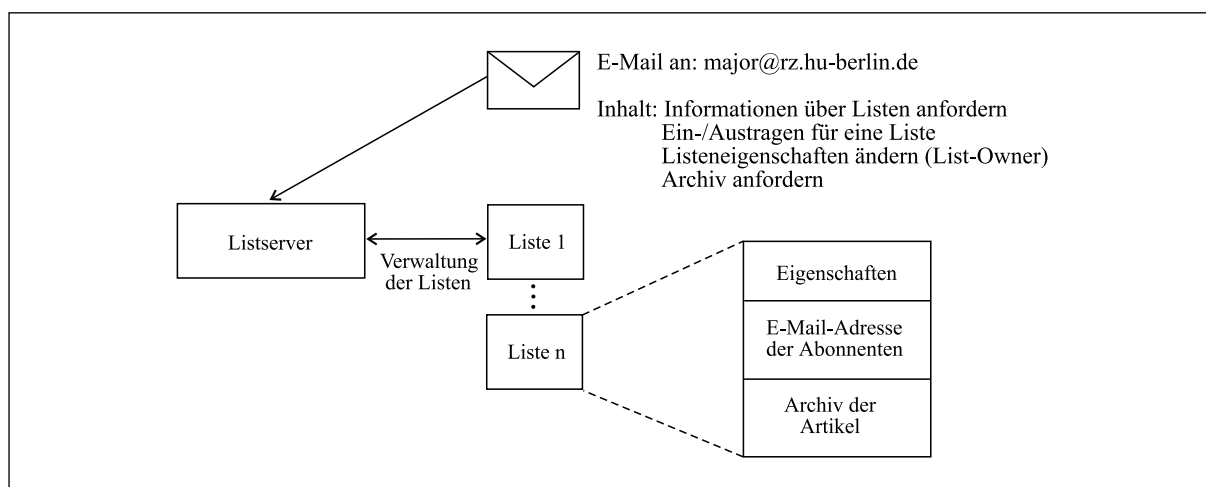 E-Mail an: major@rz.hu-berlin.de
Inhalt: Informationen über Listen anfordern
Ein-/Austragen für eine Liste
Listeneigenschaften ändern (List-Owner)
Archiv anfordern
Listserver
Verwaltung
der Listen
Liste 1
Liste n
Eigenschaften
E-Mail-Adresse
der Abonnenten
Archiv der
Artikel